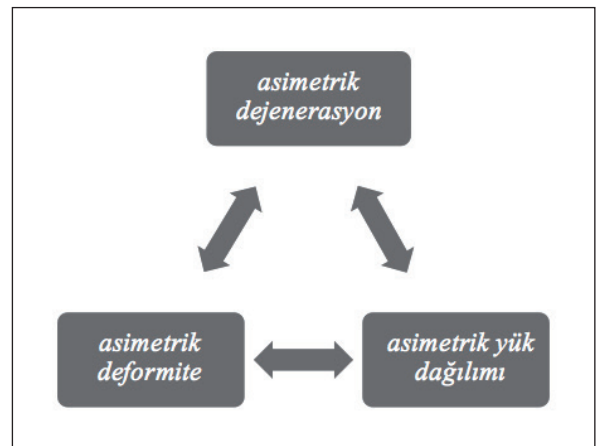 asimetrik
dejenerasyon
asimetrik
deformite
asimetrik yük
dağılımı